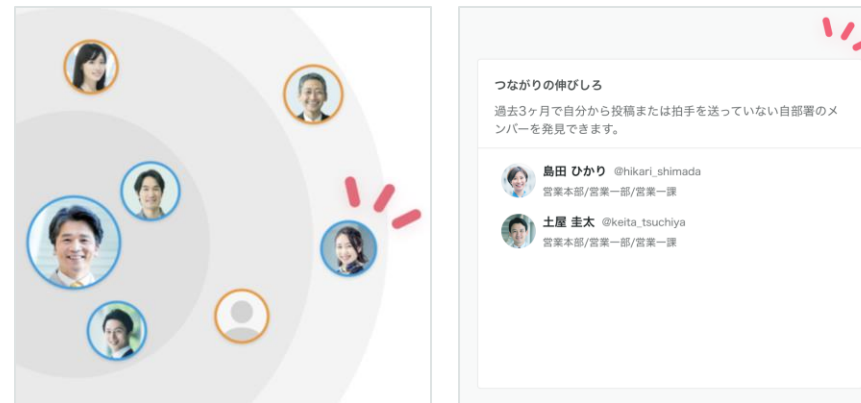 つながりの伸びしろ
過去3ヶ月で自分から投稿または拍手を送っていない自部署のメ
ンバーを発見できます。
島田 ひかり @hikari_shimada
営業本部/営業一部/営業一課
土屋 圭太 @keita_tsuchiya
営業本部/営業一部/営業一課